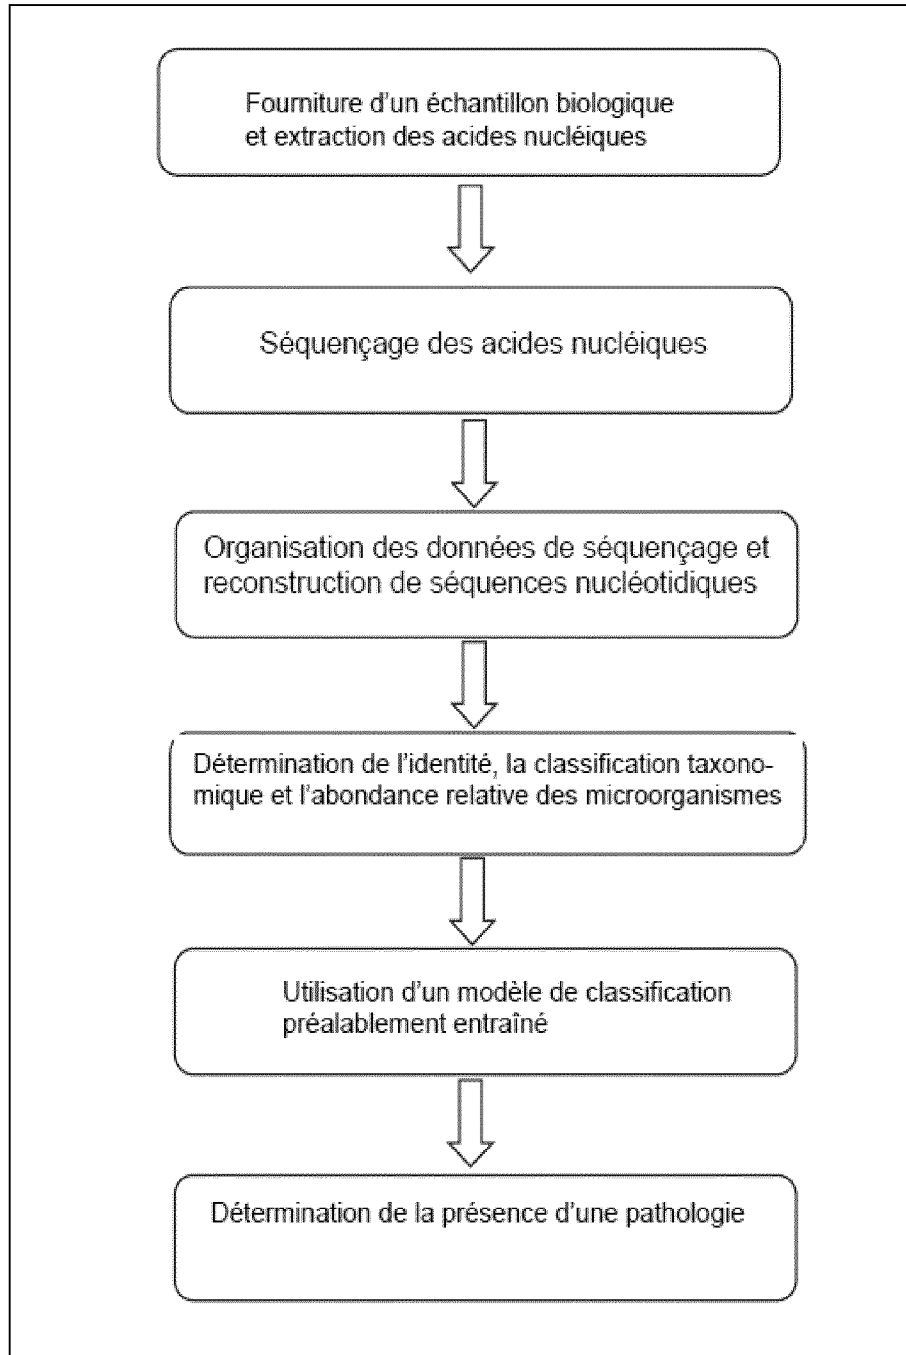 Fourniture d'un échantillon biologique
et extraction des acides nucléiques
Séquençage des acides nucléiques
Organisation des données de séquençage et
reconstruction de séquences nucléotidiques
Détermination de l'identité, la classification taxono-
mique et l'abondance relative des microorganismes
Utilisation d'un modèle de classification
préalablement entraîné
Détermination de la présence d'une pathologie